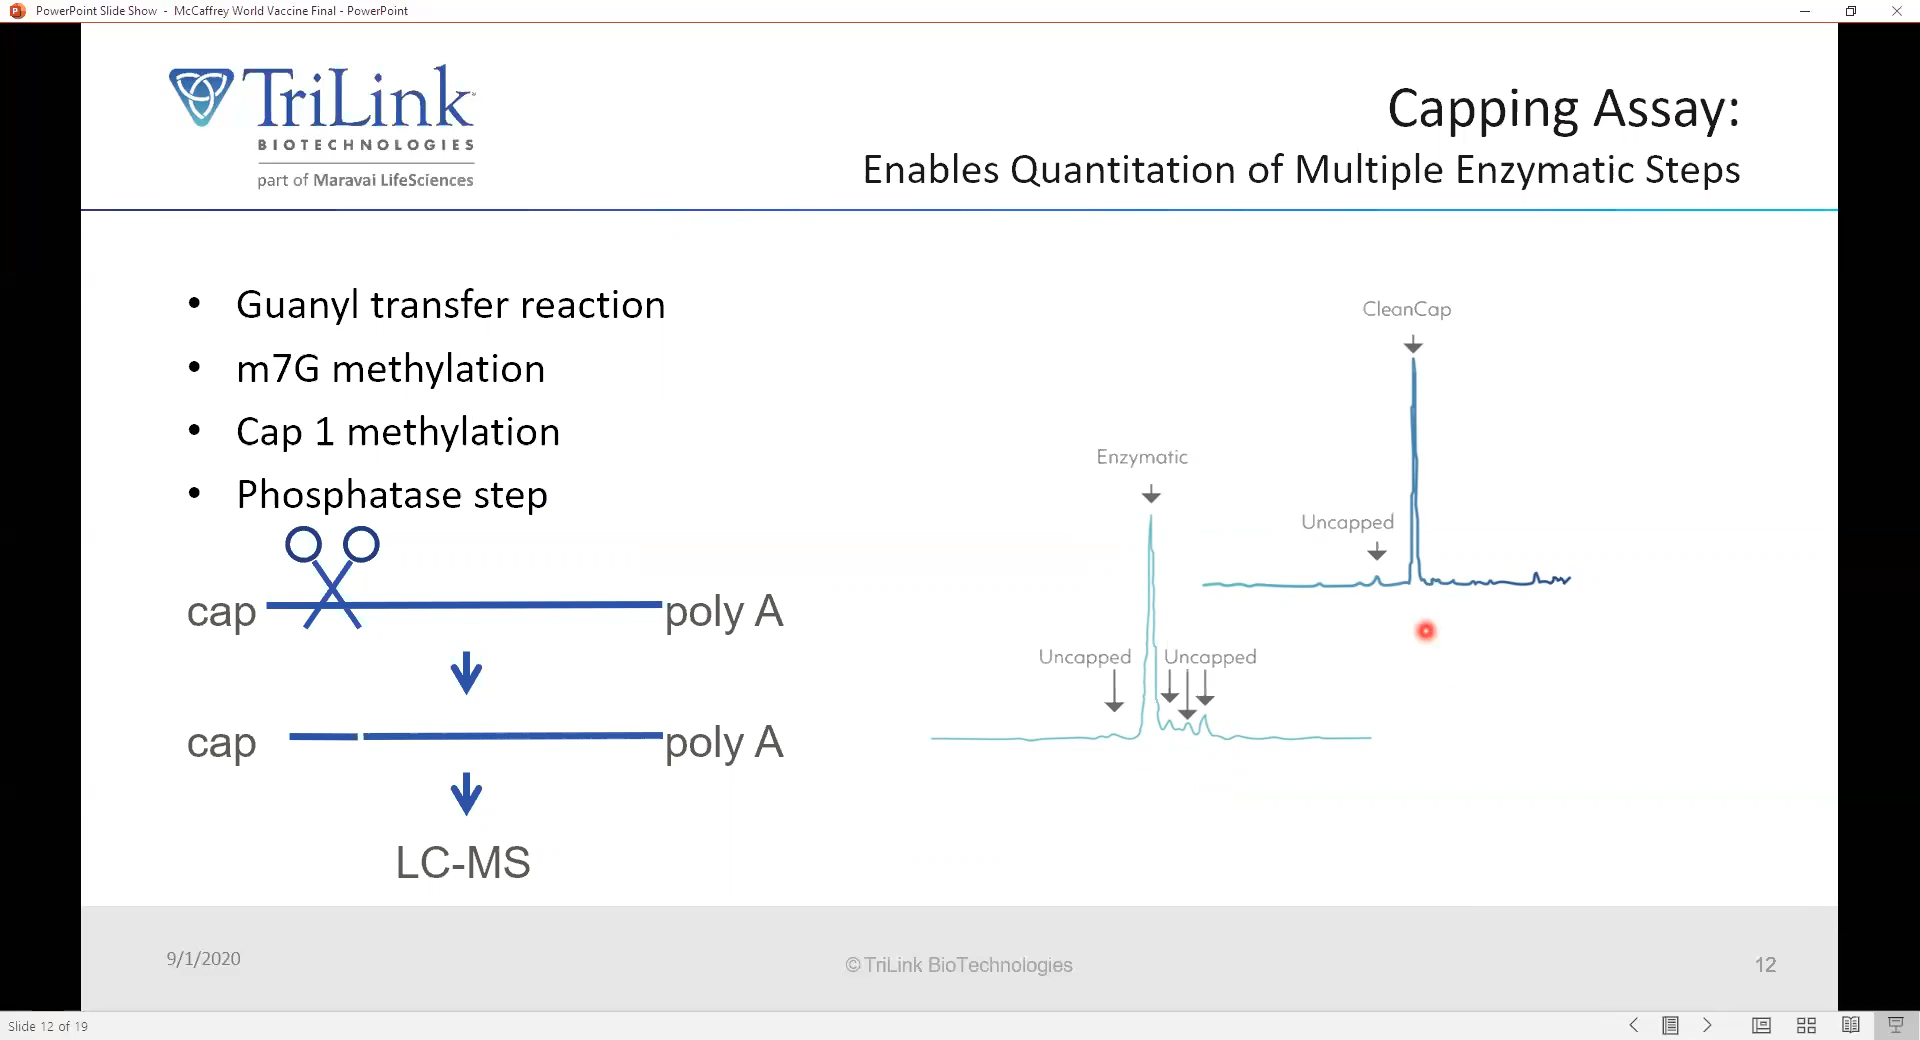 PowerPoint Slide Show - McCaffrey World Vaccine Final - PowerPoint
TriLink
BIOTECHNOLOGIES
part of Maravai LifeSciences
Capping Assay:
Enables Quantitation of Multiple Enzymatic Steps
• Guanyl transfer reaction
• m7G methylation
• Cap 1 methylation
• Phosphatase step
cap poly A
cap poly A
LC-MS
CleanCap
Enzymatic
Uncapped
Uncapped Uncapped
9/1/2020
© TriLink BioTechnologies
12
Slide 12 of 19